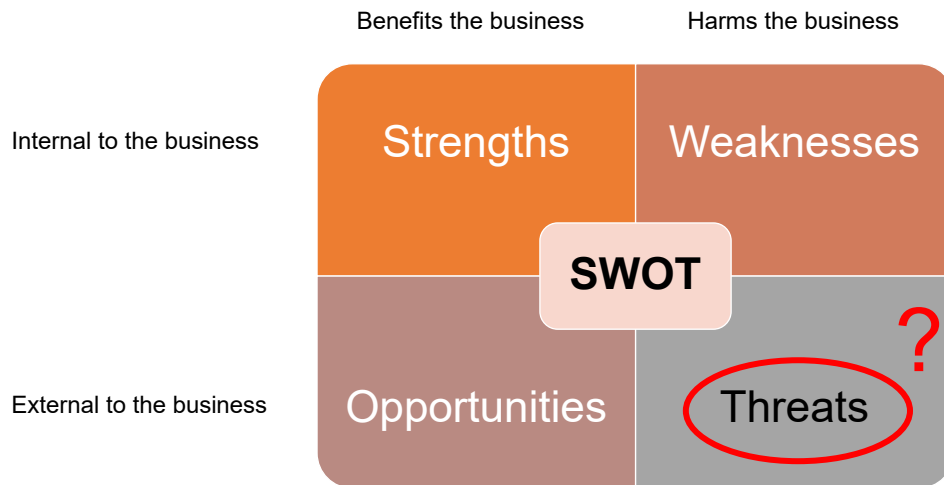 Benefits the business
Harms the business
Internal to the business
Strengths
Weaknesses
SWOT
External to the business
Opportunities
Threats
?